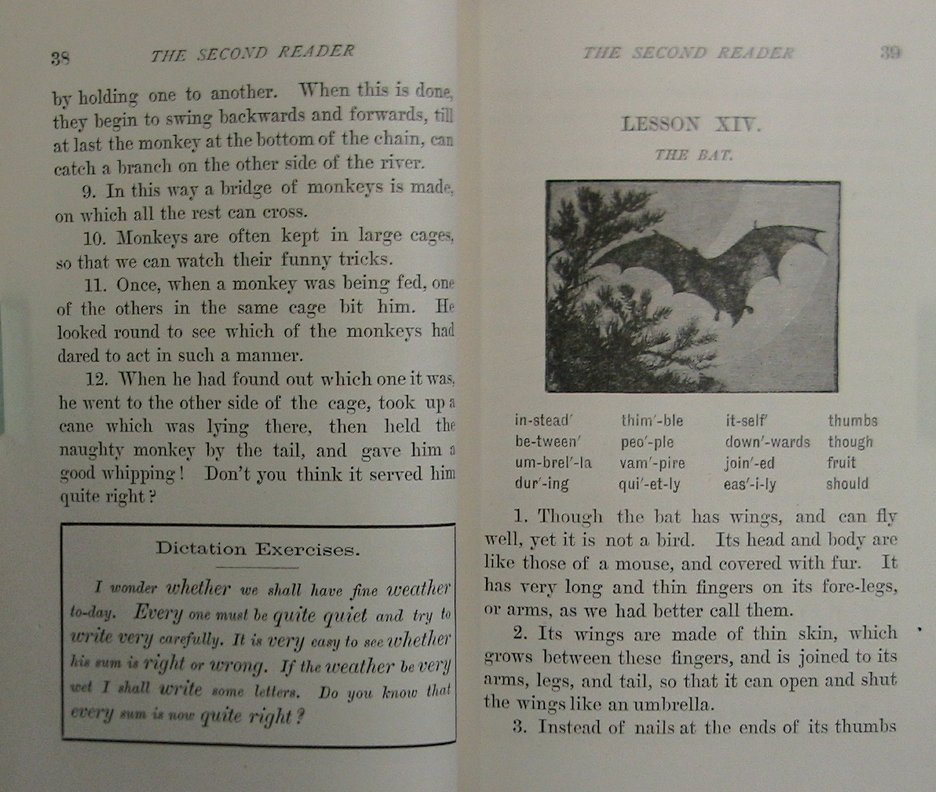 38 THE SECOND READER
by holding one to another. When this is done,
they begin to swing backwards and forwards, till
at last the monkey at the bottom of the chain, can
catch a branch on the other side of the river.
9. In this way a bridge of monkeys is made,
on which all the rest can cross.
10. Monkeys are often kept in large cages,
so that we can watch their funny tricks.
11. Once, when a monkey was being fed, one
of the others in the same cage bit him. He
looked round to see which of the monkeys had
dared to act in such a manner.
12. When he had found out which one it was,
he went to the other side of the cage, took up a
cane which was lying there, then held the
naughty monkey by the tail, and gave him a
good whipping! Don't you think it served him
quite right?
Dictation Exercises.
I wonder whether we shall have fine weather
to-day. Every one must be quite quiet and try to
write very carefully. It is very easy to see whether
his sum is right or wrong. If the weather be very
wet I shall write some letters. Do you know that
every sum is now quite right?
THE SECOND READER 39
LESSON XIV.
THE BAT.
in-stead′ thim′-ble it-self′ thumbs
be-tween′ peo′-ple down′-wards though
um-brel′-la vam′-pire join′-ed fruit
dur′-ing qui′-et-ly eas′-i-ly should
1. Though the bat has wings, and can fly
well, yet it is not a bird. Its head and body are
like those of a mouse, and covered with fur. It
has very long and thin fingers on its fore-legs,
or arms, as we had better call them.
2. Its wings are made of thin skin, which
grows between these fingers, and is joined to its
arms, legs, and tail, so that it can open and shut
the wings like an umbrella.
3. Instead of nails at the ends of its thumbs